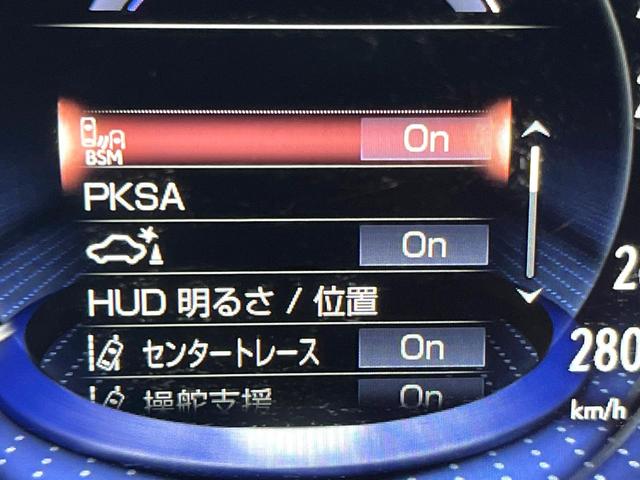 BSM On
PKSA
On
HUD 明るさ / 位置
センタートレース On
操舵支援 On
280
km/h